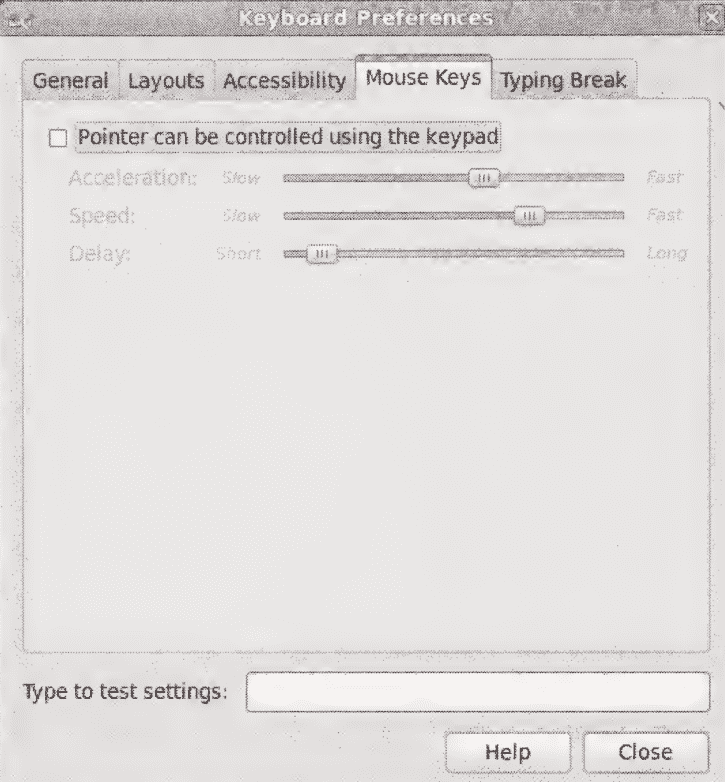 Keyboard Preferences
General Layouts Accessibility Mouse Keys Typing Break
Pointer can be controlled using the keypad
Acceleration: Slow Fast
Speed: Slow Fast
Delay: Short Long
Type to test settings:
Help Close